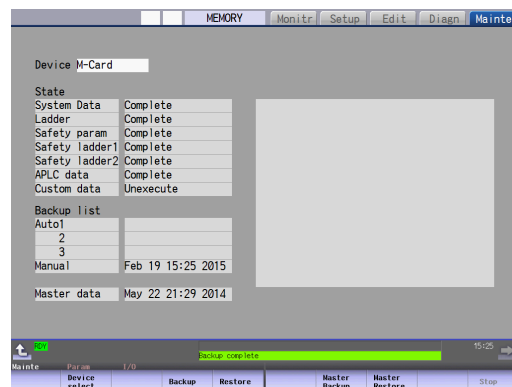 MEMORY Monitr Setup Edit Diagn Mainte
Device M-Card
State
System Data Complete
Ladder Complete
Safety param Complete
Safety ladder1 Complete
Safety ladder2 Complete
APLC data Complete
Custom data Unexecute
Backup list
Auto1
2
3
Manual Feb 19 15:25 2015
Master data May 22 21:29 2014
RDY 15:25
Backup complete
Mainte Param I/O
Device select Backup Restore Master Backup Master Restore Stop